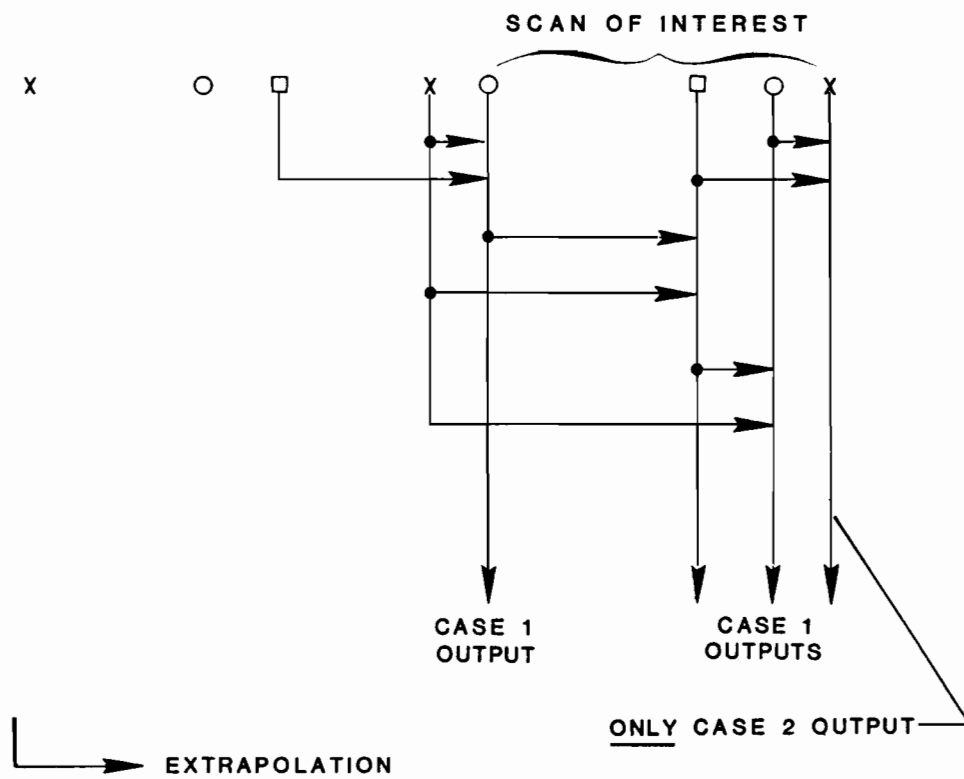 SCAN OF INTEREST
X X X
CASE 1
OUTPUT
CASE 1
OUTPUTS
ONLY CASE 2 OUTPUT
EXTRAPOLATION